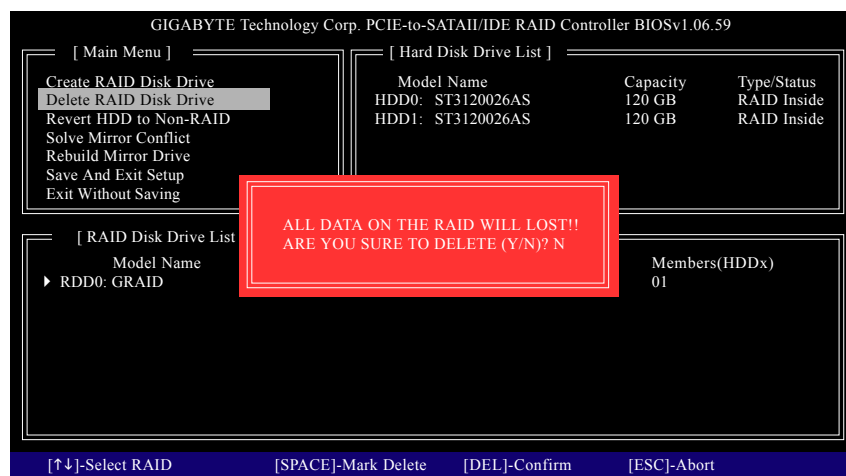 GIGABYTE Technology Corp. PCIE-to-SATAII/IDE RAID Controller BIOSv1.06.59
[ Main Menu ]
Create RAID Disk Drive
Delete RAID Disk Drive
Revert HDD to Non-RAID
Solve Mirror Conflict
Rebuild Mirror Drive
Save And Exit Setup
Exit Without Saving
[ Hard Disk Drive List ]
Model Name Capacity Type/Status
HDD0: ST3120026AS 120 GB RAID Inside
HDD1: ST3120026AS 120 GB RAID Inside
ALL DATA ON THE RAID WILL LOST!!
ARE YOU SURE TO DELETE (Y/N)? N
[ RAID Disk Drive List
Model Name Members(HDDx)
RDD0: GRAID 01
[↑↓]-Select RAID [SPACE]-Mark Delete [DEL]-Confirm [ESC]-Abort